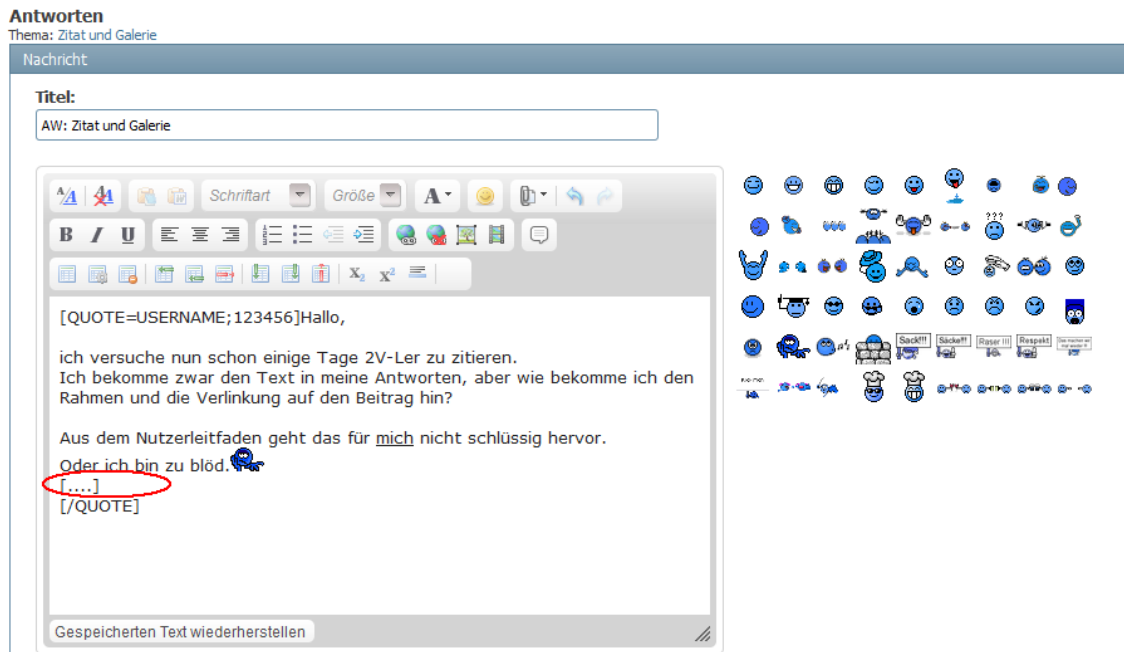 Antworten
Thema: Zitat und Galerie
Nachricht
Titel:
AW: Zitat und Galerie
Schriftart
Größe
A
B I U
X₂ X²
[QUOTE=USERNAME;123456]Hallo,
ich versuche nun schon einige Tage 2V-Ler zu zitieren.
Ich bekomme zwar den Text in meine Antworten, aber wie bekomme ich den
Rahmen und die Verlinkung auf den Beitrag hin?
Aus dem Nutzerleitfaden geht das für mich nicht schlüssig hervor.
Oder ich bin zu blöd.
[....]
[/QUOTE]
Gespeicherten Text wiederherstellen
???
Sack!!! Säcke!!! Raser !!! Respekt